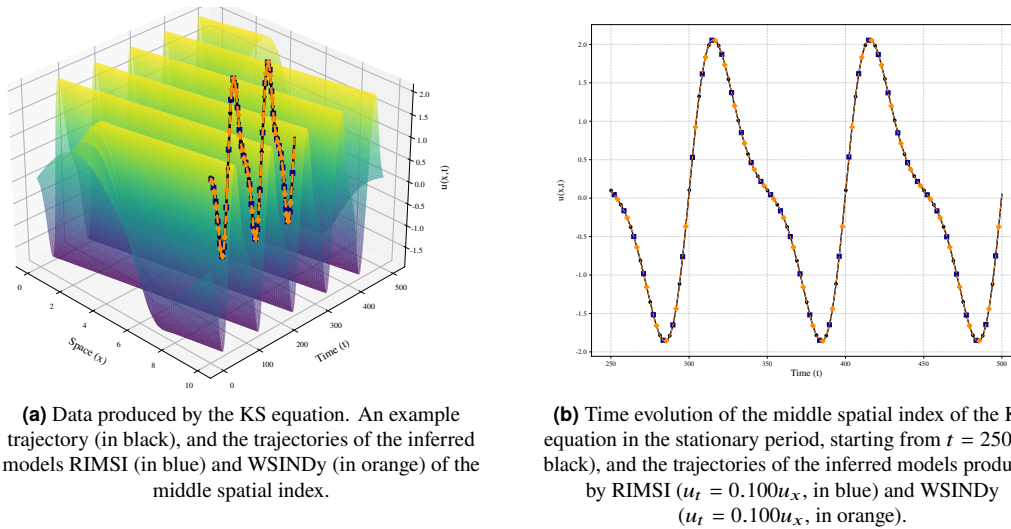 2.0
1.5
1.0
0.5
0.0
-0.5
-1.0
-1.5
u(x,t)
0
2
4
6
8
10
Space (x)
0
100
200
300
400
500
Time (t)
2.0
1.5
1.0
0.5
0.0
-0.5
-1.0
-1.5
-2.0
u(x,t)
250
300
350
400
450
500
Time (t)
(a) Data produced by the KS equation. An example
trajectory (in black), and the trajectories of the inferred
models RIMSI (in blue) and WSINDy (in orange) of the
middle spatial index.
(b) Time evolution of the middle spatial index of the K
equation in the stationary period, starting from t = 250
black), and the trajectories of the inferred models produ
by RIMSI (u_t = 0.100u_x, in blue) and WSINDy
(u_t = 0.100u_x, in orange).